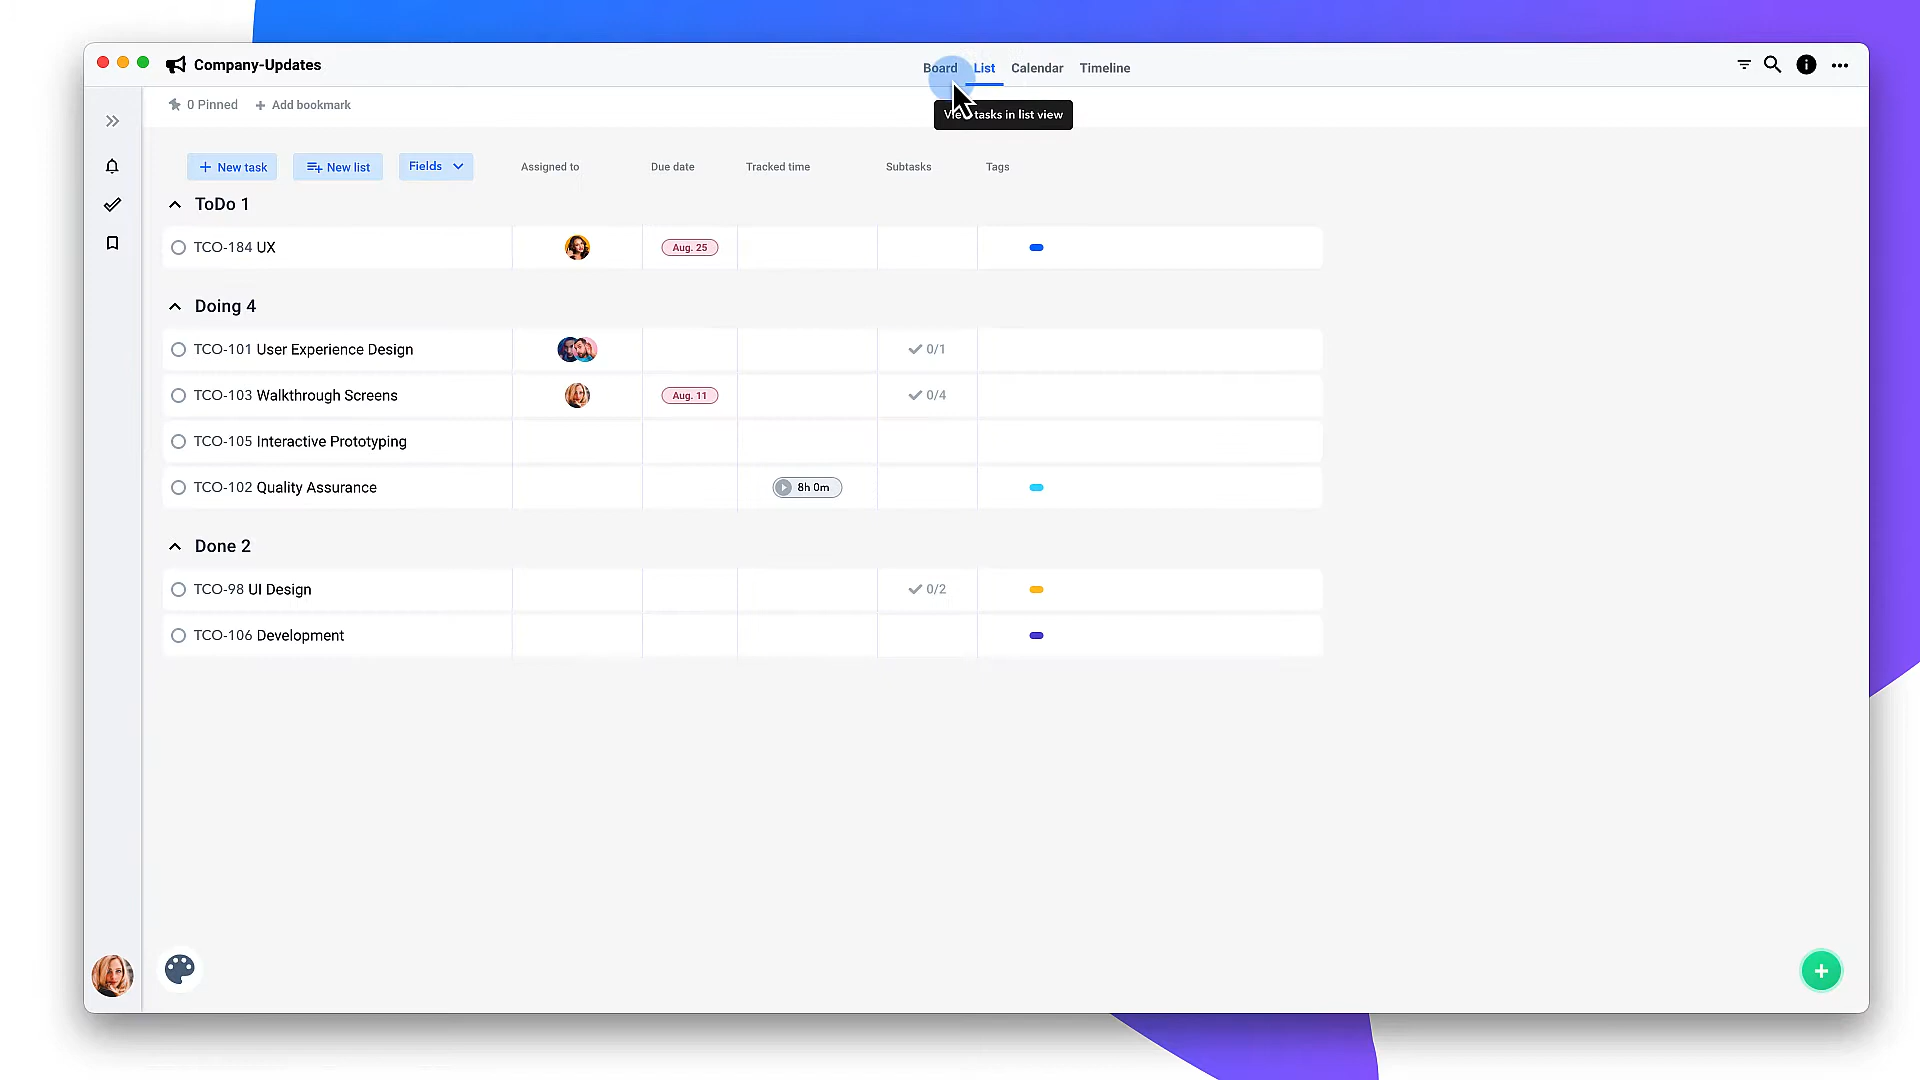 Company-Updates
Board List Calendar Timeline
0 Pinned + Add bookmark
tasks in list view
+ New task New list Fields Assigned to Due date Tracked time Subtasks Tags
ToDo 1
TCO-184 UX Aug. 25
Doing 4
TCO-101 User Experience Design 0/1
TCO-103 Walkthrough Screens Aug. 11 0/4
TCO-105 Interactive Prototyping
TCO-102 Quality Assurance 8h 0m
Done 2
TCO-98 UI Design 0/2
TCO-106 Development